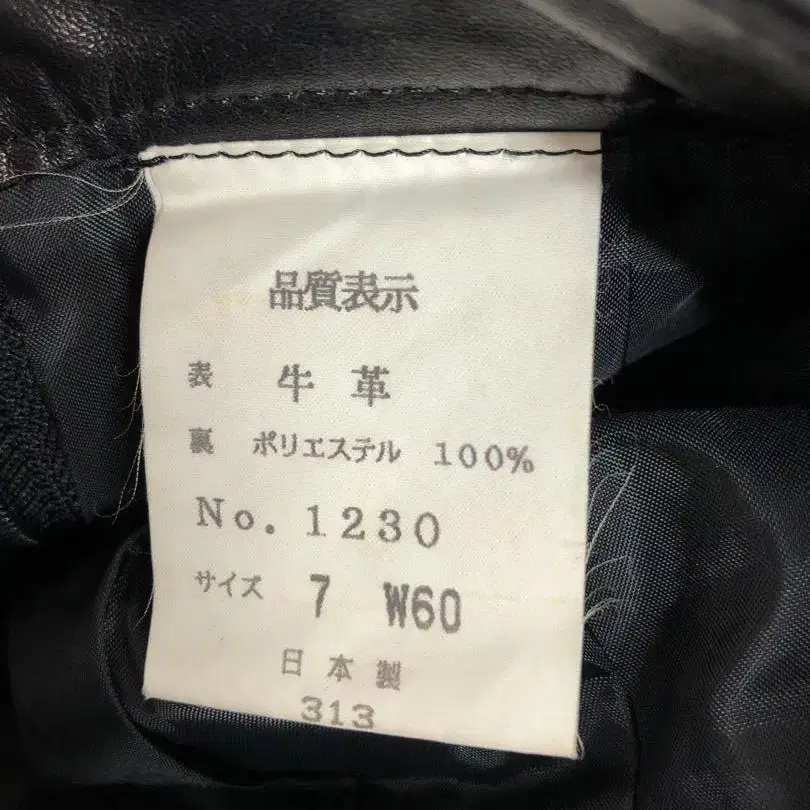 品質表示
表 牛革
裏 ポリエステル 100%
No. 1230
サイズ 7 W60
日本製
313